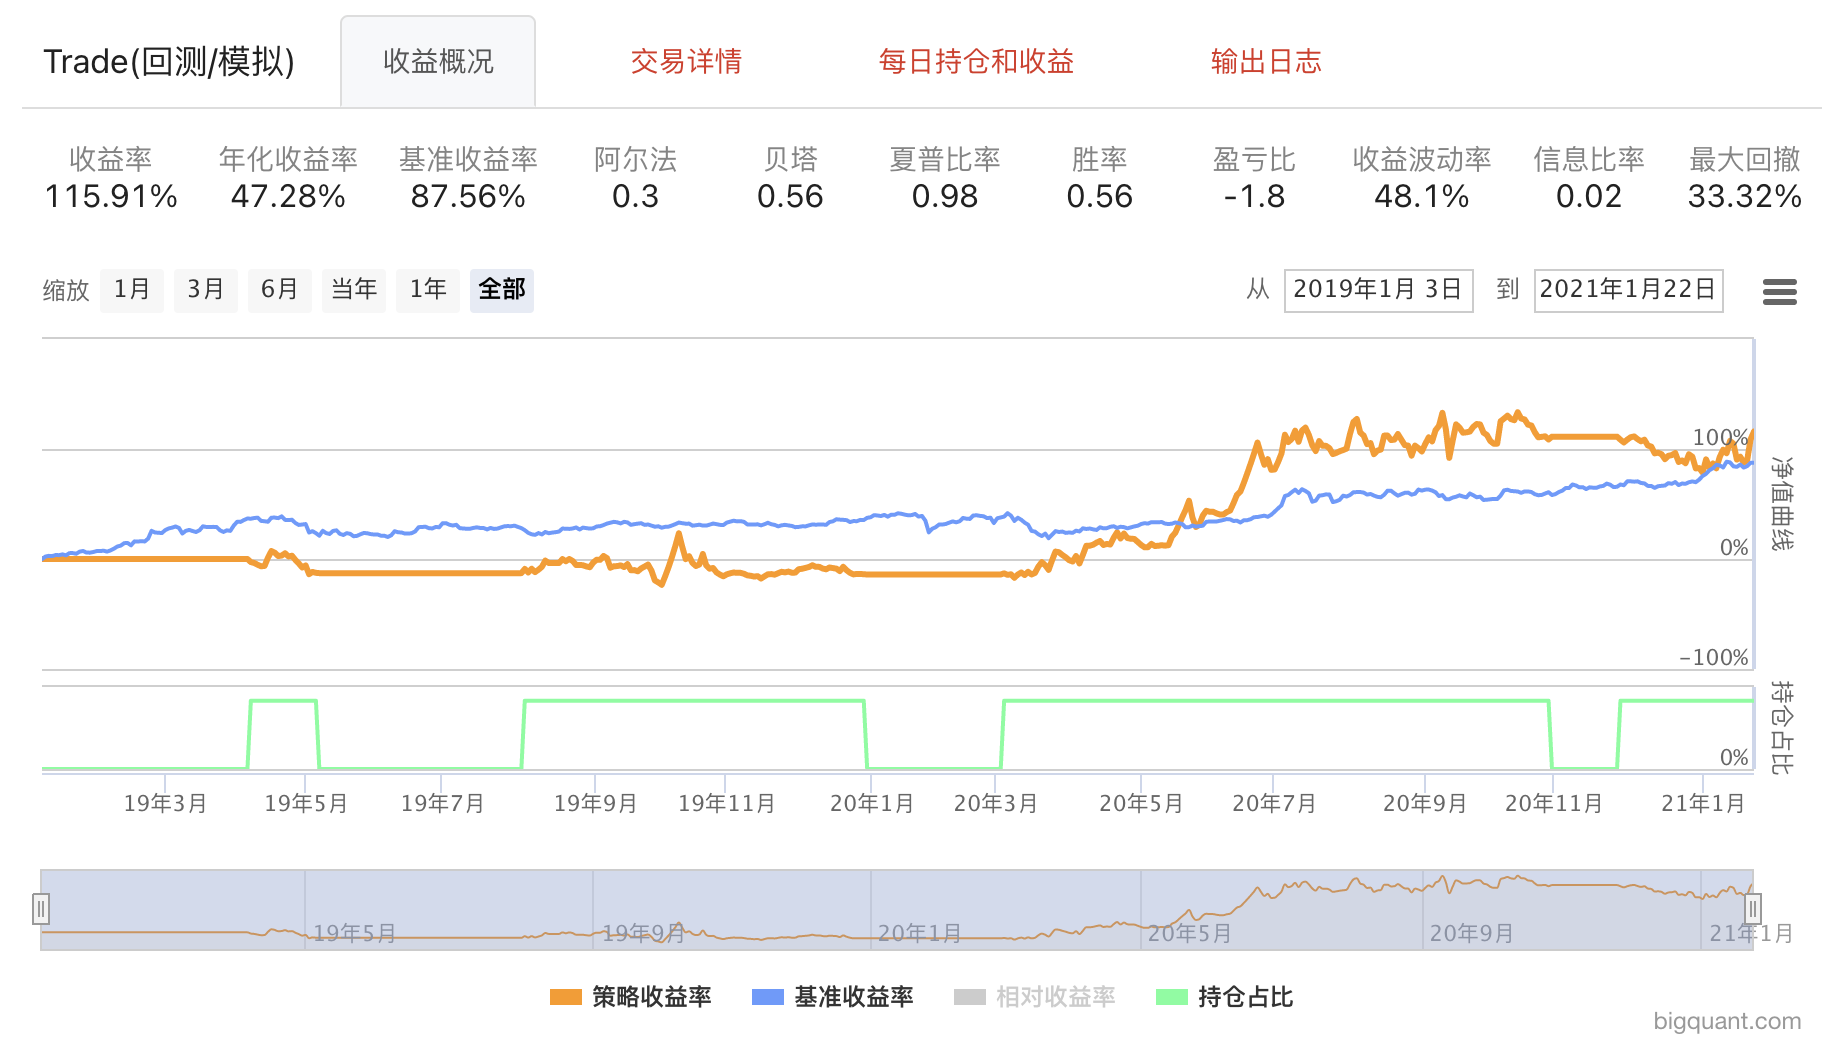 Trade(回测/模拟) 收益概况 交易详情 每日持仓和收益 输出日志
收益率 年化收益率 基准收益率 阿尔法 贝塔 夏普比率 胜率 盈亏比 收益波动率 信息比率 最大回撤
115.91% 47.28% 87.56% 0.3 0.56 0.98 0.56 -1.8 48.1% 0.02 33.32%
缩放 1月 3月 6月 当年 1年 全部 从 2019年1月 3日 到 2021年1月22日
100%
0%
-100%
净值曲线
0%
持仓占比
19年3月 19年5月 19年7月 19年9月 19年11月 20年1月 20年3月 20年5月 20年7月 20年9月 20年11月 21年1月
19年5月 19年9月 20年1月 20年5月 20年9月 21年1月
策略收益率 基准收益率 相对收益率 持仓占比
bigquant.com